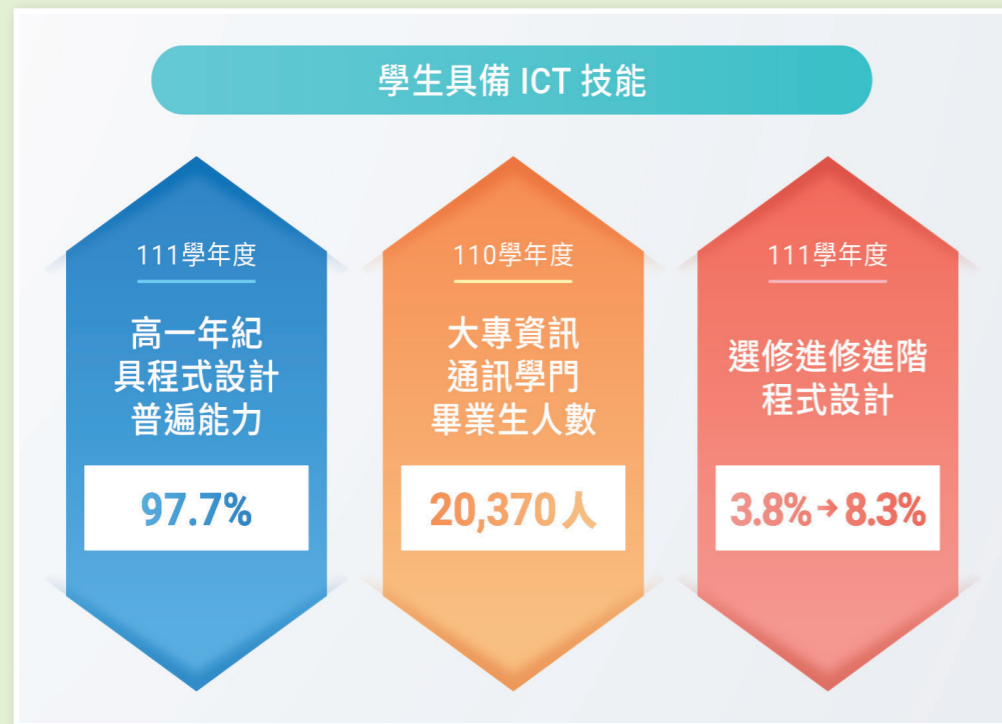 學生具備 ICT 技能
111學年度
高一年紀
具程式設計
普遍能力
97.7%
110學年度
大專資訊
通訊學門
畢業生人數
20,370人
111學年度
選修進修進階
程式設計
3.8%→8.3%